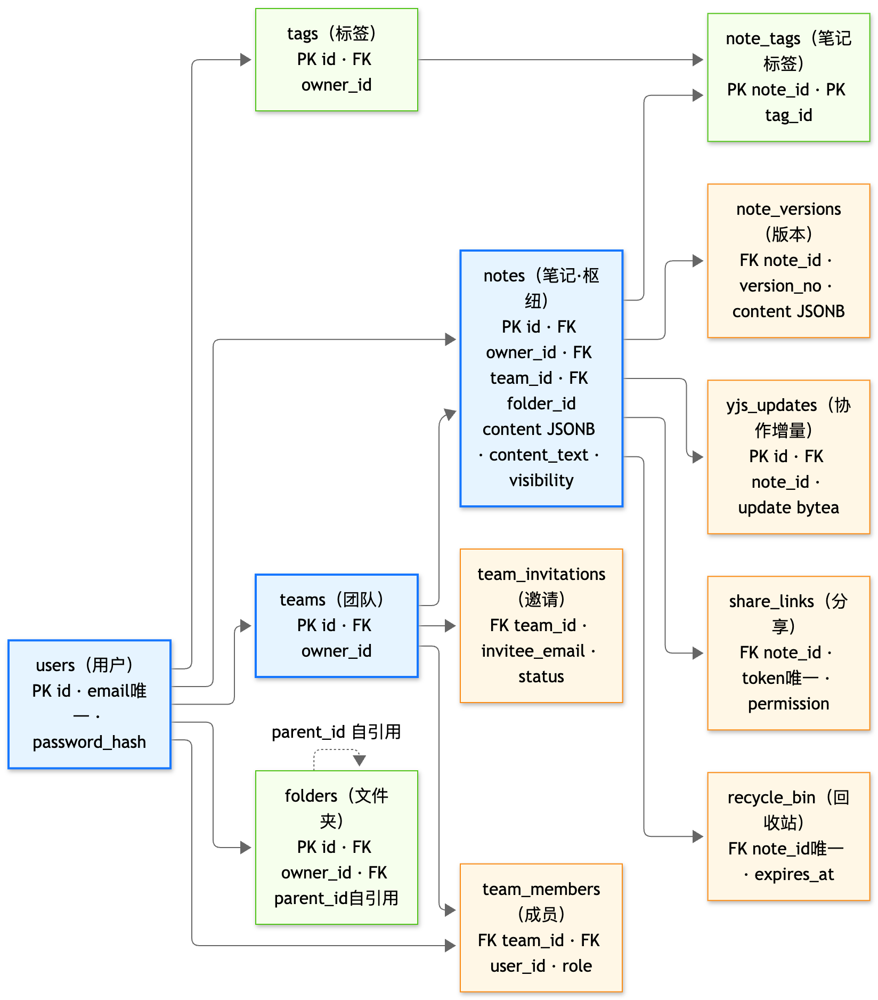 tags（标签）
PK id · FK
owner_id
note_tags（笔记
标签）
PK note_id · PK
tag_id
note_versions
（版本）
FK note_id ·
version_no ·
content JSONB
notes（笔记·枢
纽）
PK id · FK
owner_id · FK
team_id · FK
folder_id
content JSONB
· content_text ·
visibility
yjs_updates（协
作增量）
PK id · FK
note_id ·
update bytea
team_invitations
（邀请）
FK team_id ·
invitee_email ·
status
teams（团队）
PK id · FK
owner_id
share_links（分
享）
FK note_id ·
token唯一 ·
permission
users（用户）
PK id · email唯
一 ·
password_hash
parent_id 自引用
folders（文件
夹）
PK id · FK
owner_id · FK
parent_id自引用
recycle_bin（回
收站）
FK note_id唯一
· expires_at
team_members
（成员）
FK team_id · FK
user_id · role